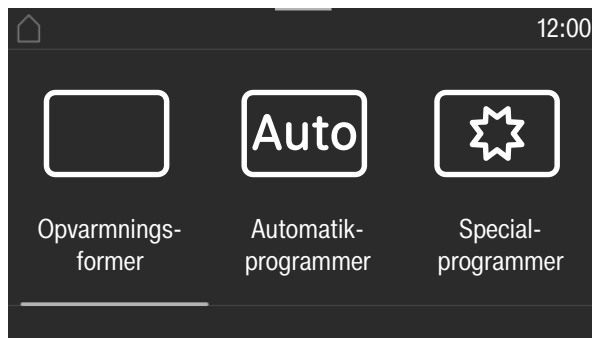 12:00
Auto
Opvarmnings-
former
Automatik-
programmer
Special-
programmer